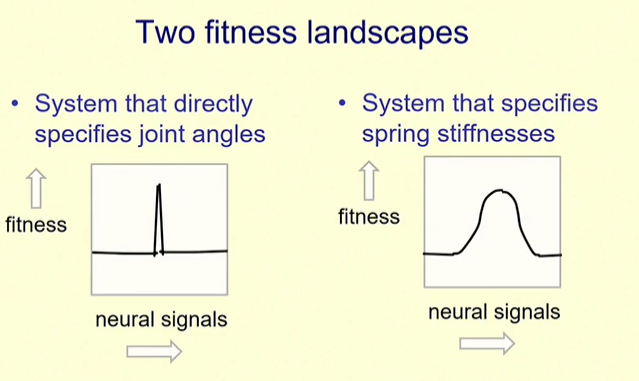 Two fitness landscapes
• System that directly
specifies joint angles
fitness
neural signals
• System that specifies
spring stiffnesses
fitness
neural signals